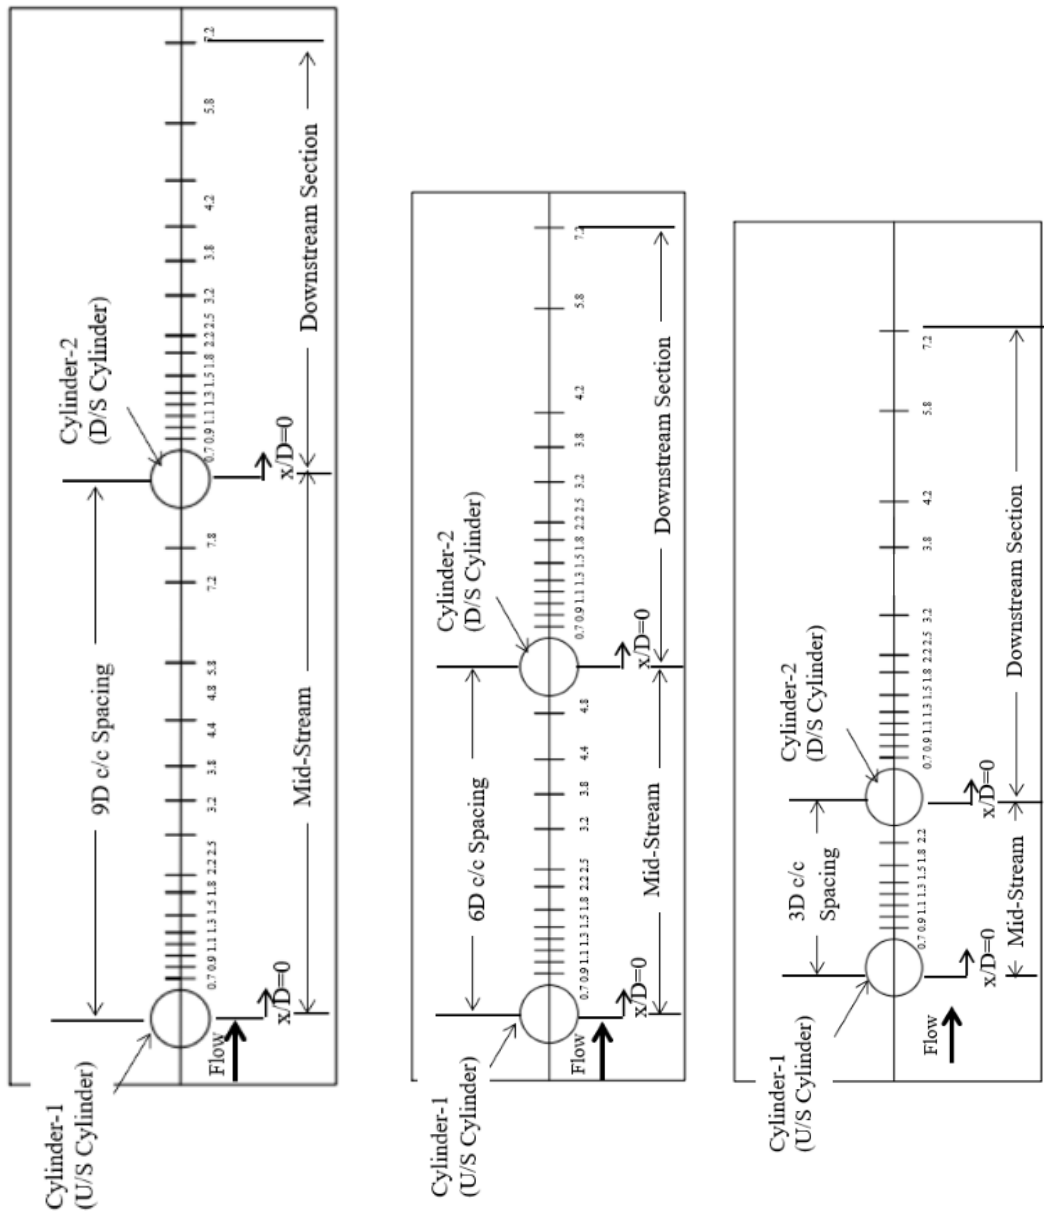 Cylinder-1
(U/S Cylinder)
9D c/c Spacing
Cylinder-2
(D/S Cylinder)
0.7 0.9 1.1 1.3 1.5 1.8 2.2 2.5
3.2
3.8
4.4
4.8
5.8
7.2
7.8
0.7 0.9 1.1 1.3 1.5 1.8 2.2 2.5
3.2
3.8
4.2
5.8
7.2
Flow
x/D=0
x/D=0
Mid-Stream
Downstream Section
Cylinder-1
(U/S Cylinder)
6D c/c Spacing
Cylinder-2
(D/S Cylinder)
0.7 0.9 1.1 1.3 1.5 1.8 2.2 2.5
3.2
3.8
4.4
4.8
0.7 0.9 1.1 1.3 1.5 1.8 2.2 2.5
3.2
3.8
4.2
5.8
7.2
Flow
x/D=0
x/D=0
Mid-Stream
Downstream Section
Cylinder-1
(U/S Cylinder)
3D c/c
Spacing
Cylinder-2
(D/S Cylinder)
0.7 0.9 1.1 1.3 1.5 1.8 2.2
0.7 0.9 1.1 1.3 1.5 1.8 2.2 2.5
3.2
3.8
4.2
5.8
7.2
Flow
x/D=0
x/D=0
Mid-Stream
Downstream Section